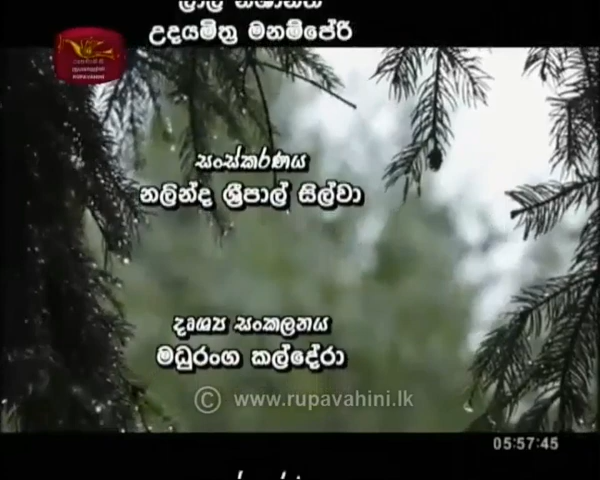 උදයමිත්‍ර මනම්පේරි
සංස්කරණය
නලින්ද ශ්‍රීපාල් සිල්වා
දෘශ්‍ය සංකලනය
මධුරංග කල්දේරා
© www.rupavahini.lk
05:57:45